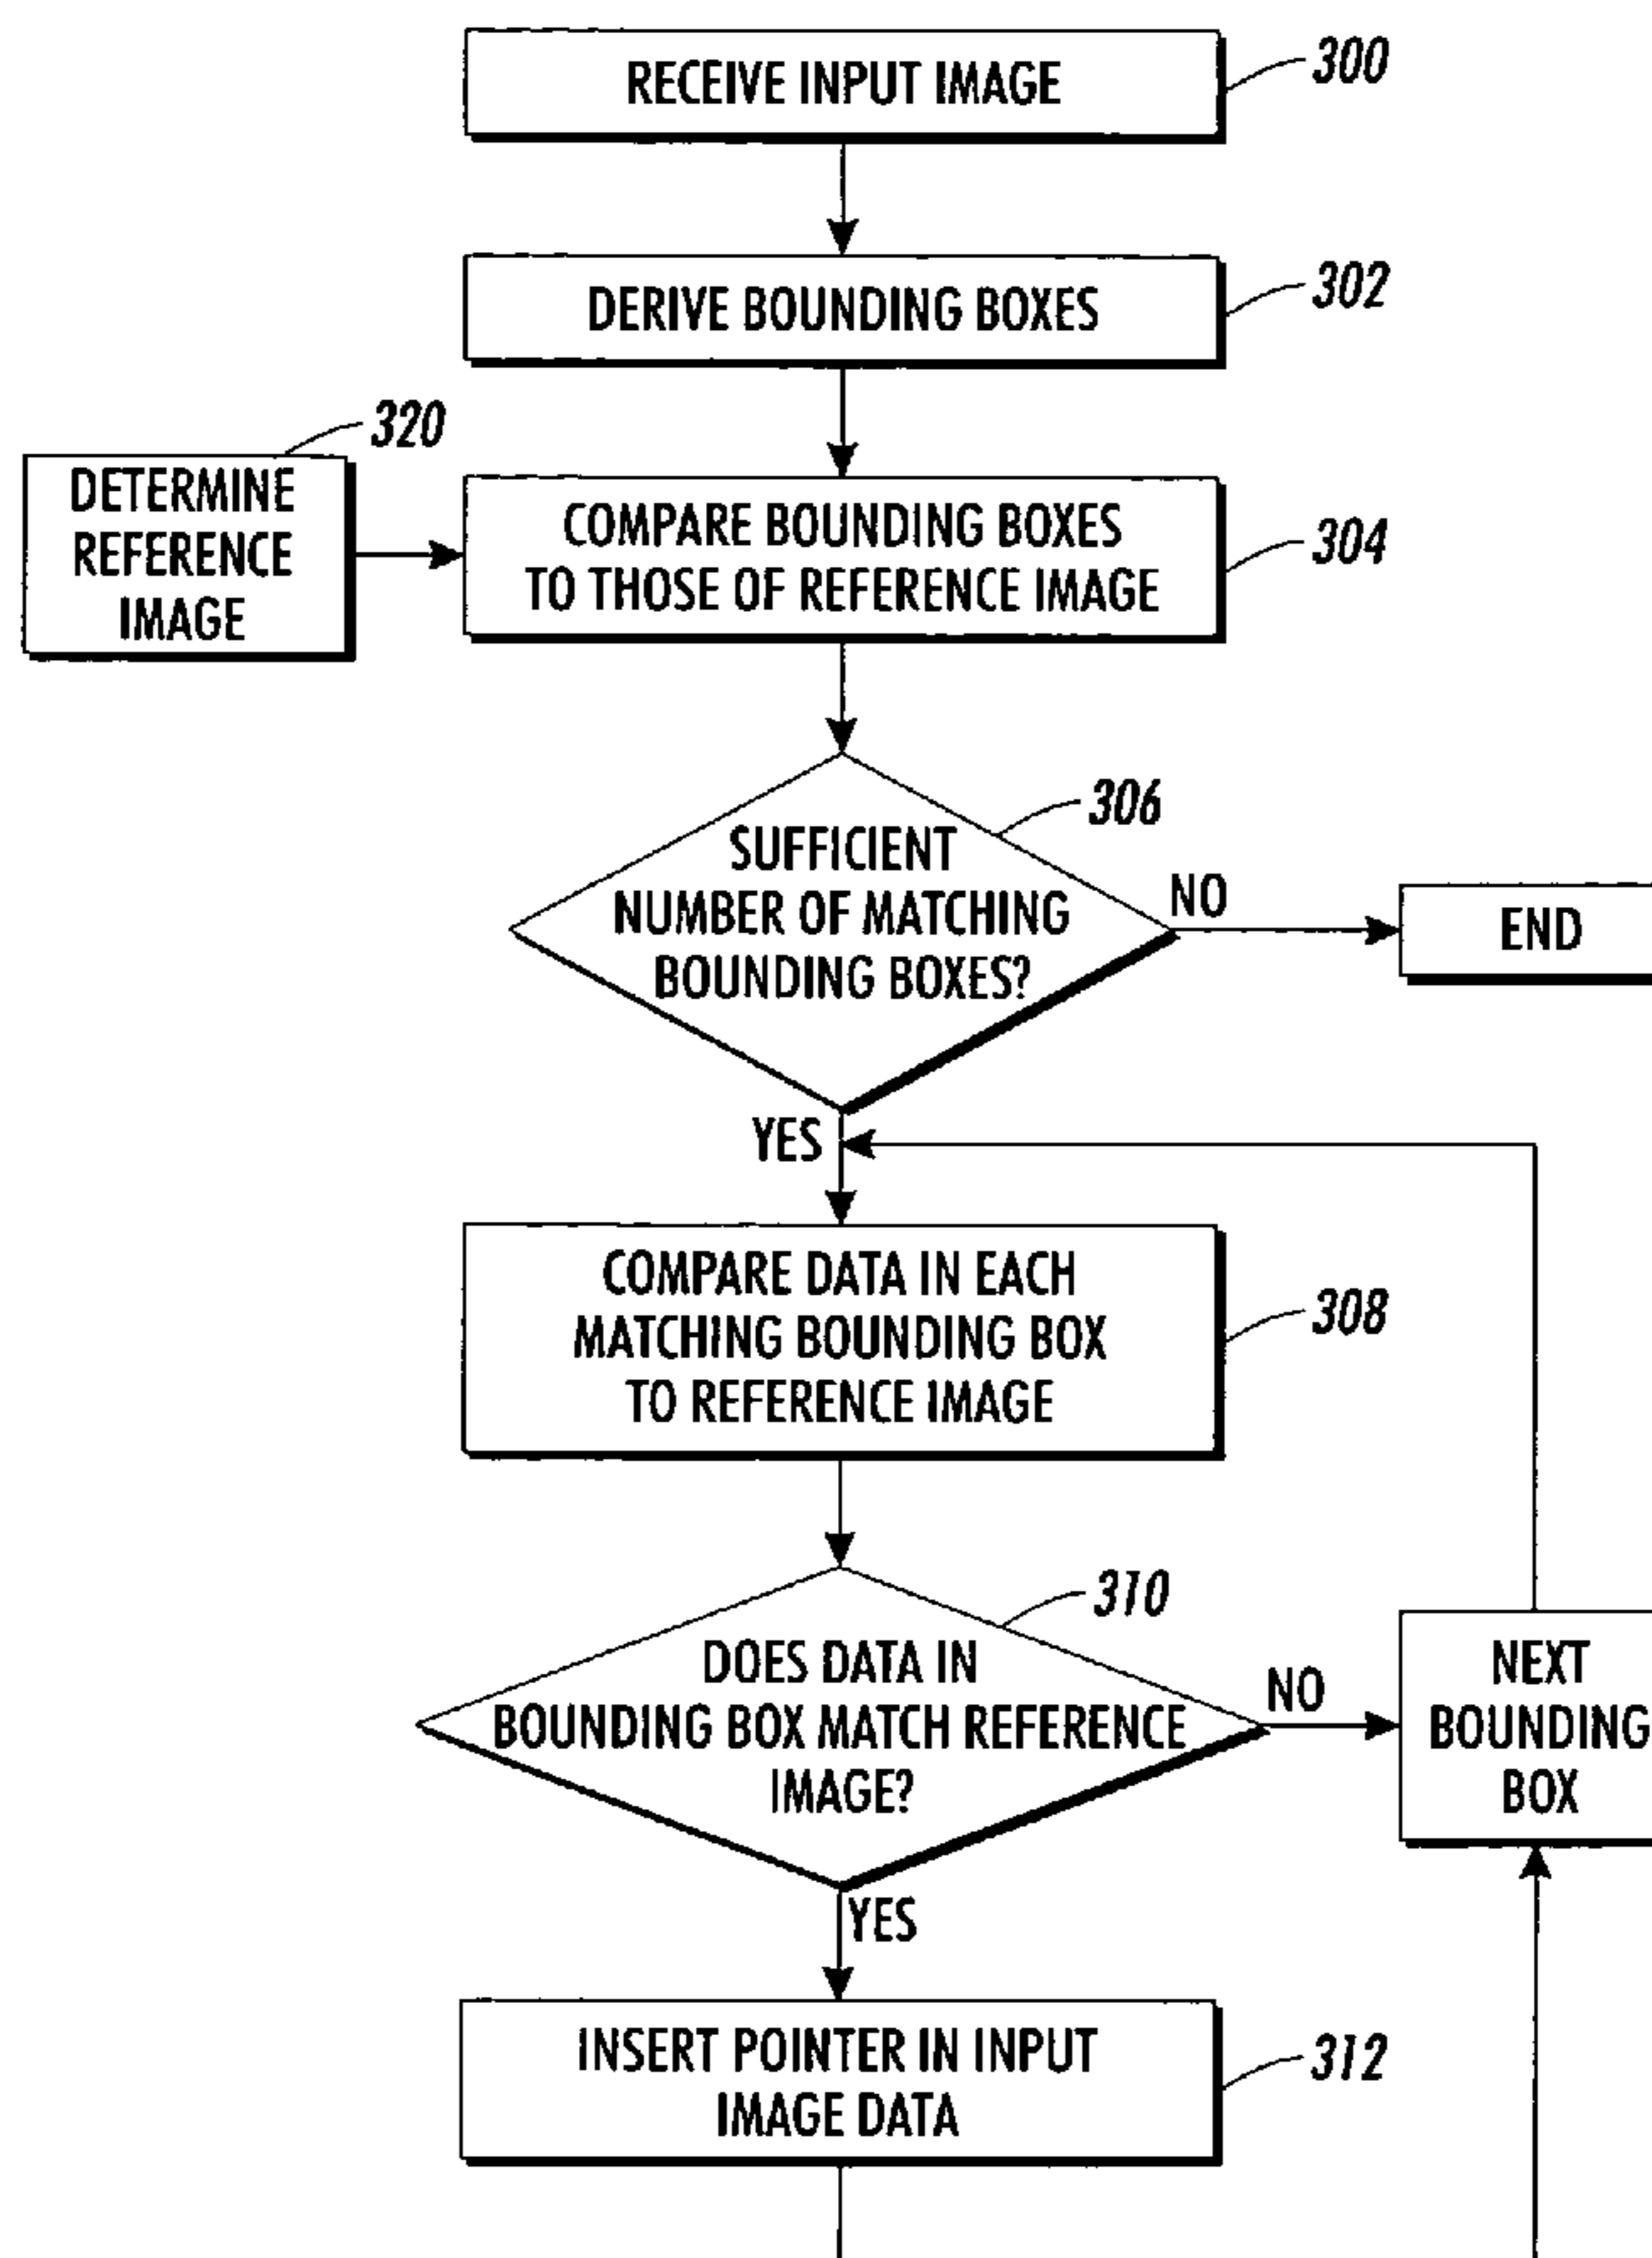 RECEIVE INPUT IMAGE
300
DERIVE BOUNDING BOXES
302
320
DETERMINE
REFERENCE
IMAGE
COMPARE BOUNDING BOXES
TO THOSE OF REFERENCE IMAGE
304
306
SUFFICIENT
NUMBER OF MATCHING
BOUNDING BOXES?
NO
END
YES
COMPARE DATA IN EACH
MATCHING BOUNDING BOX
TO REFERENCE IMAGE
308
310
DOES DATA IN
BOUNDING BOX MATCH REFERENCE
IMAGE?
NO
NEXT
BOUNDING
BOX
YES
INSERT POINTER IN INPUT
IMAGE DATA
312